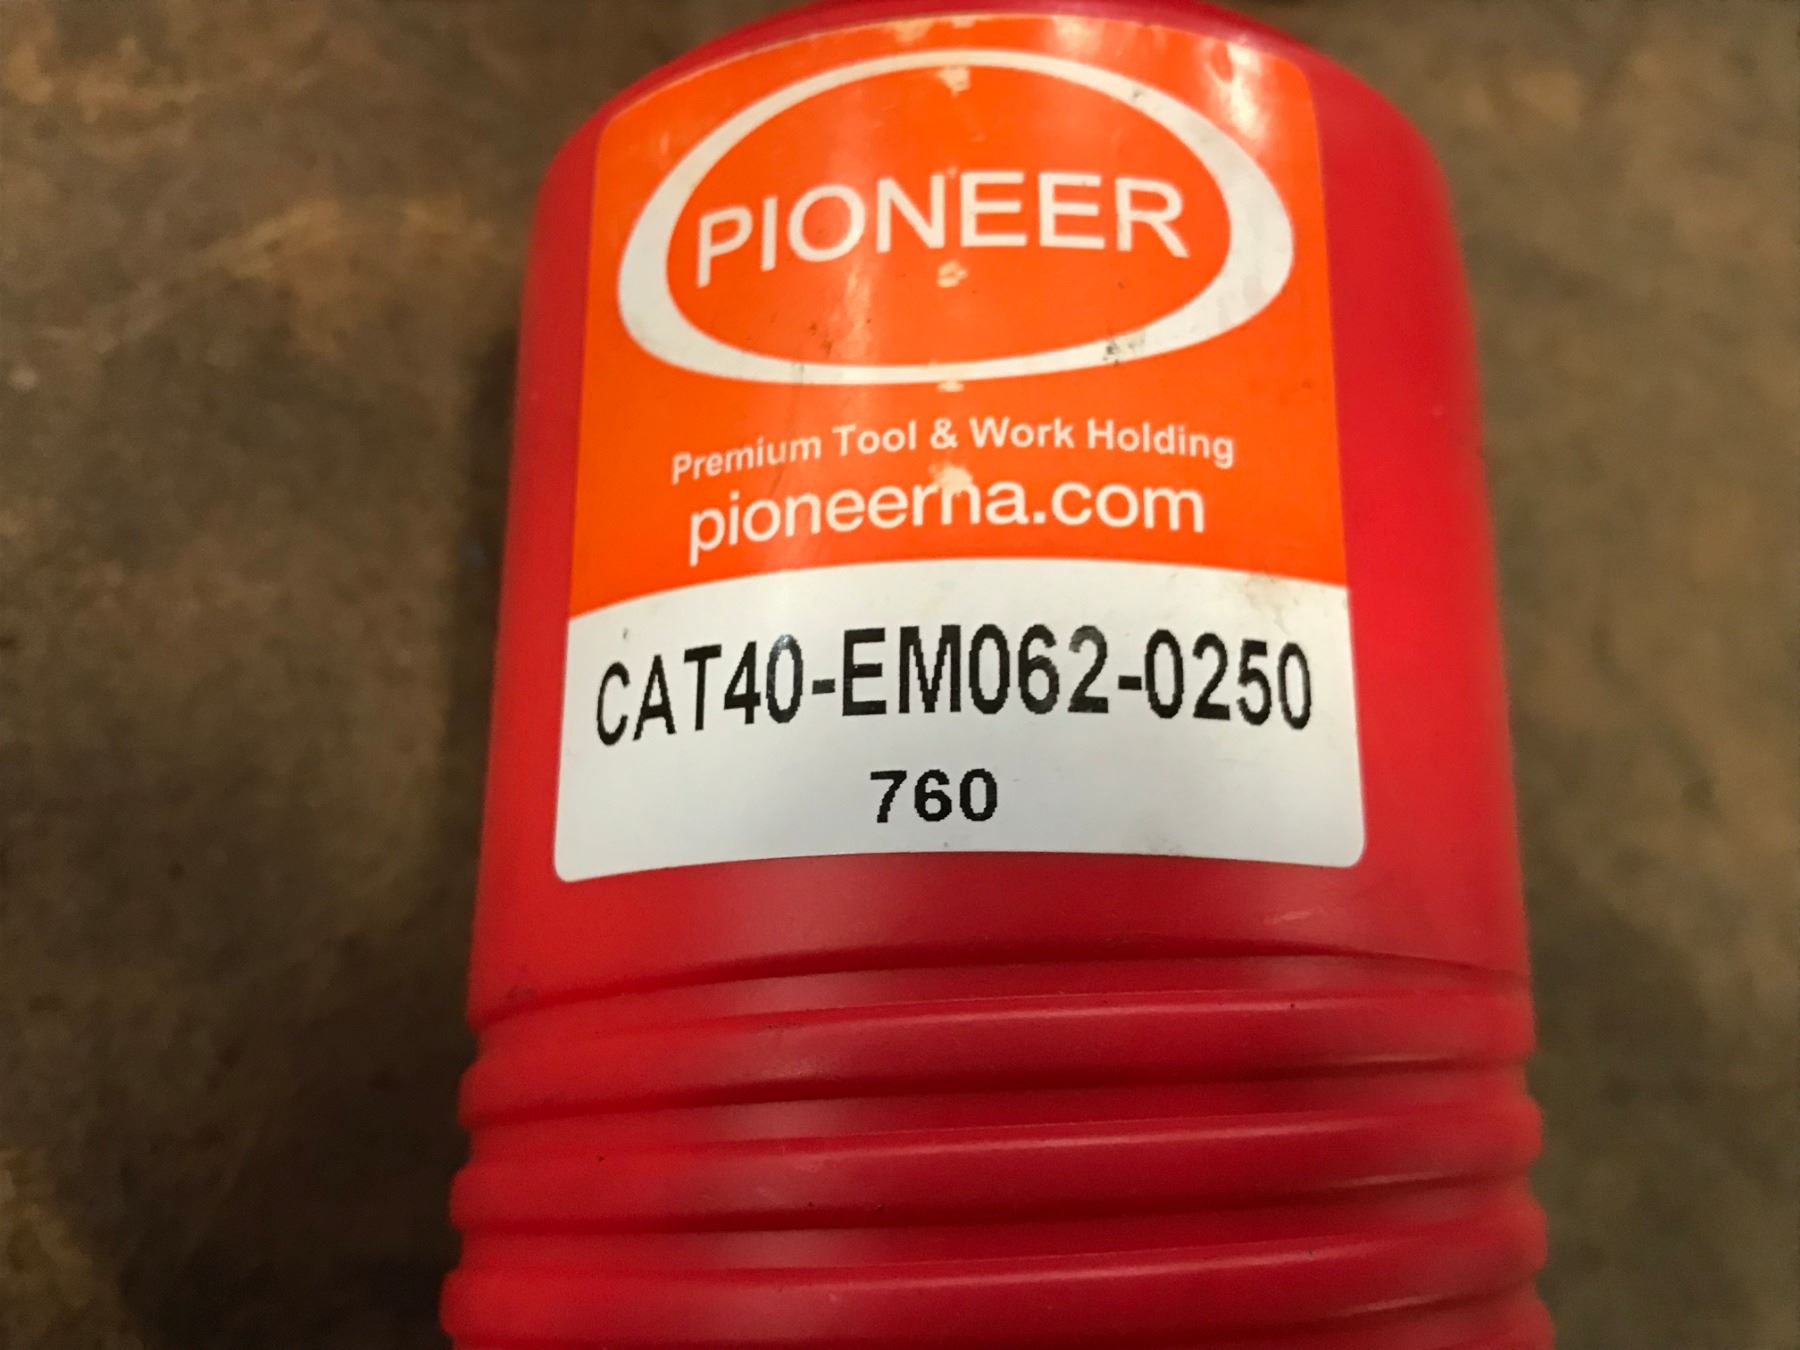 PIONEER
Premium Tool & Work Holding
pioneerna.com
CAT40-EM062-0250
760